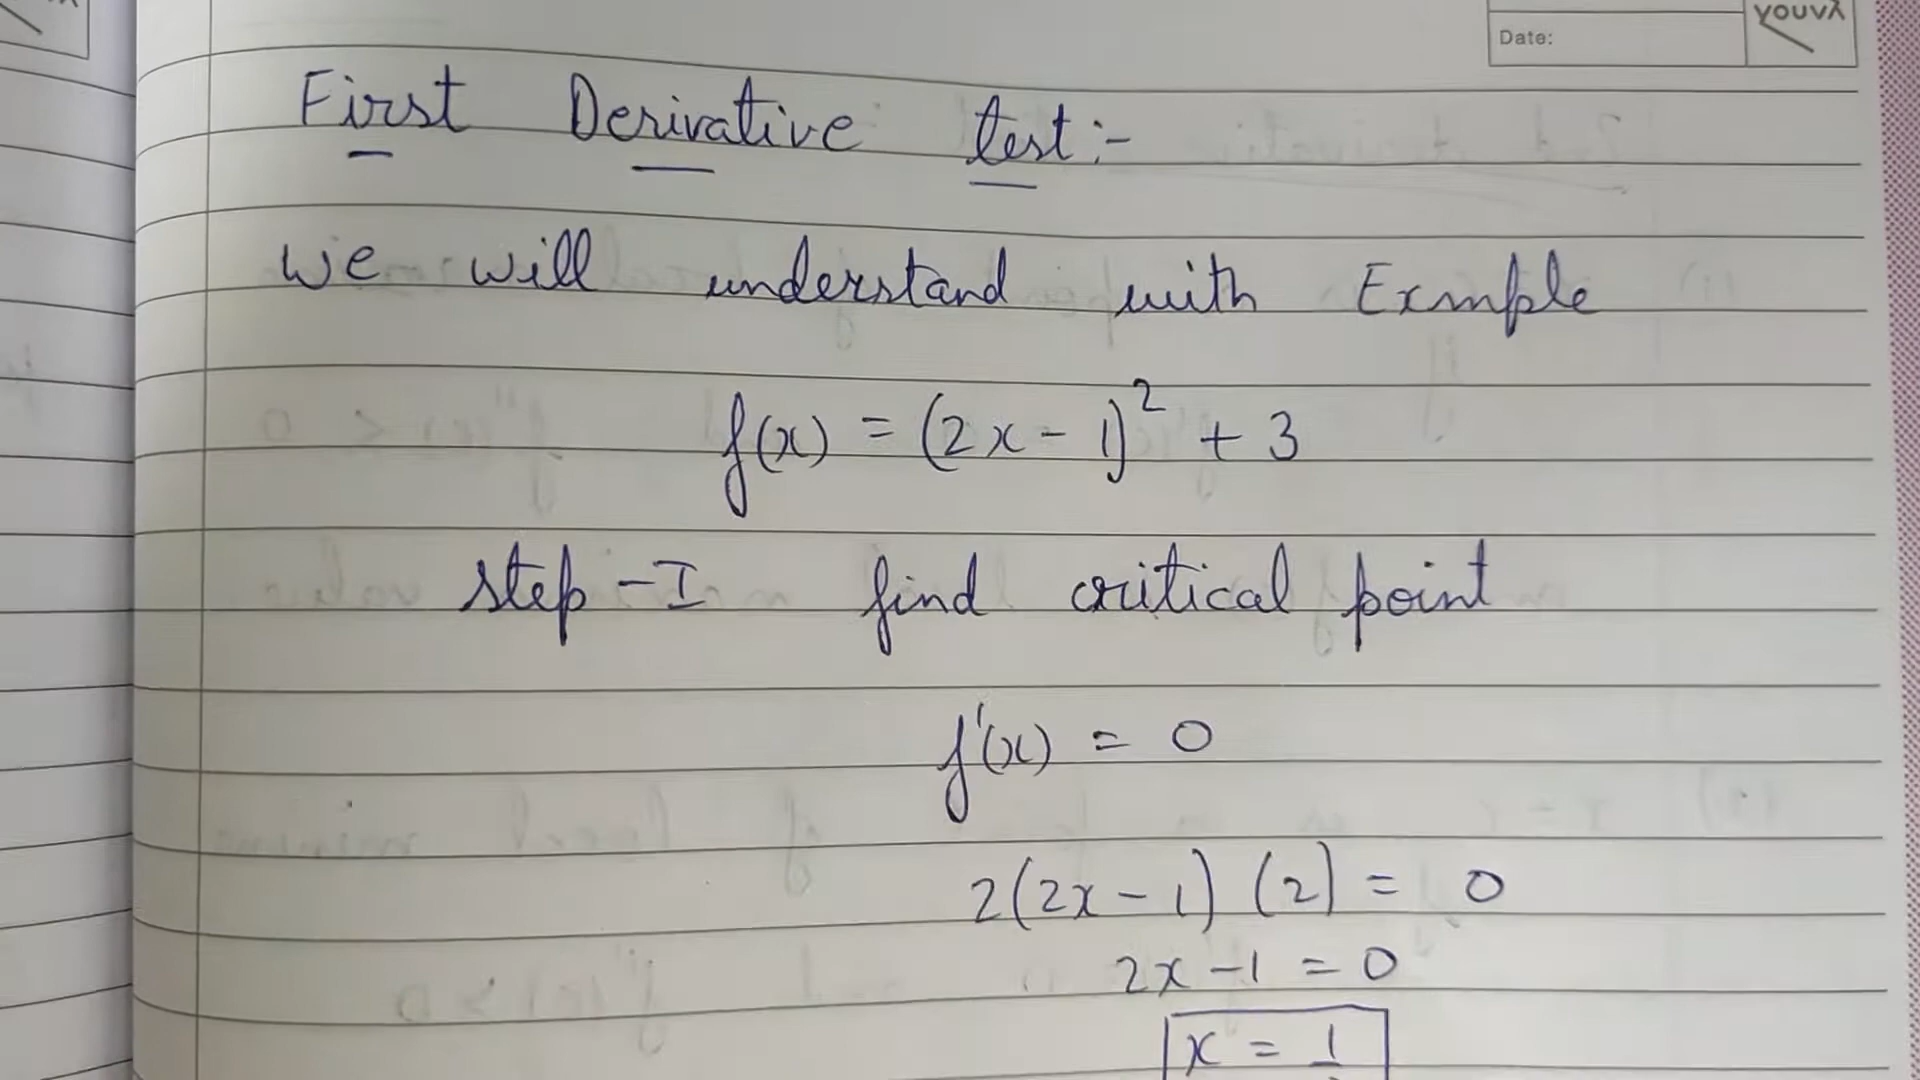 youva
Date:
First Derivative test:-
We will understand with Exmple
f(x) = (2x - 1)² + 3
step - I find critical point
f'(x) = 0
2(2x - 1) (2) = 0
2x - 1 = 0
x = 1